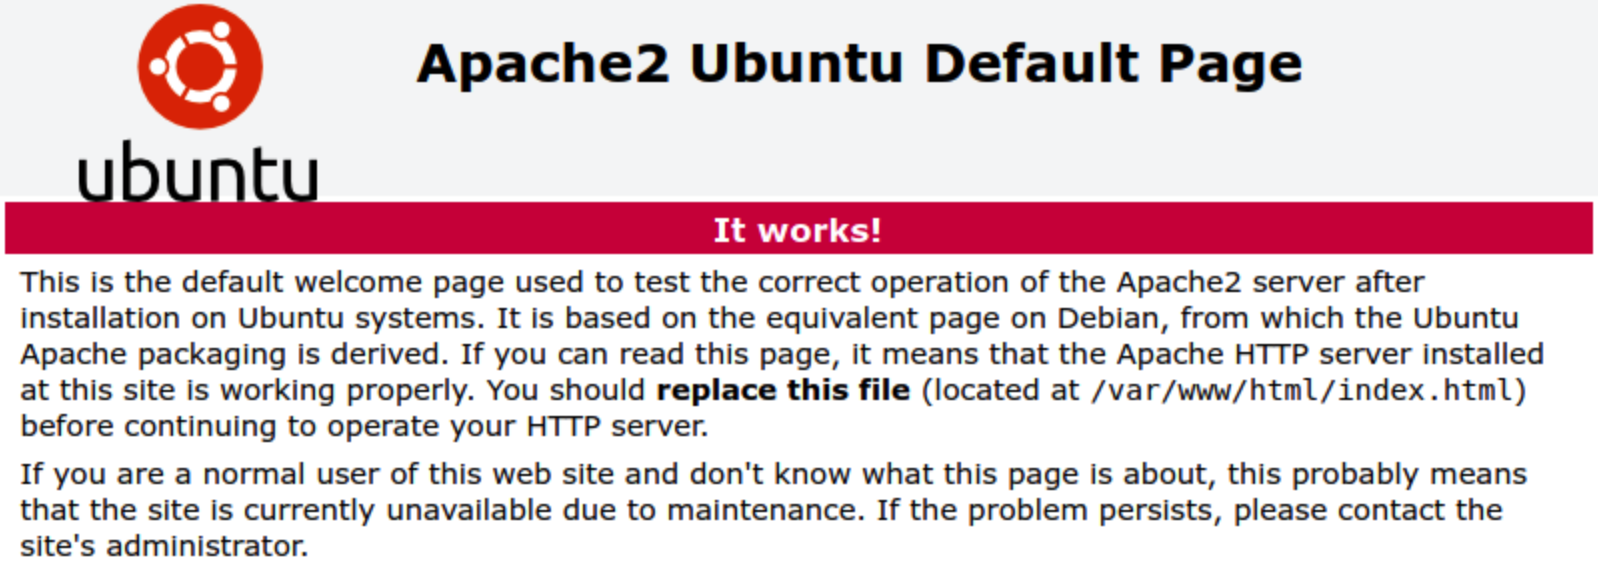 Apache2 Ubuntu Default Page
ubuntu
It works!
This is the default welcome page used to test the correct operation of the Apache2 server after
installation on Ubuntu systems. It is based on the equivalent page on Debian, from which the Ubuntu
Apache packaging is derived. If you can read this page, it means that the Apache HTTP server installed
at this site is working properly. You should replace this file (located at /var/www/html/index.html)
before continuing to operate your HTTP server.
If you are a normal user of this web site and don't know what this page is about, this probably means
that the site is currently unavailable due to maintenance. If the problem persists, please contact the
site's administrator.